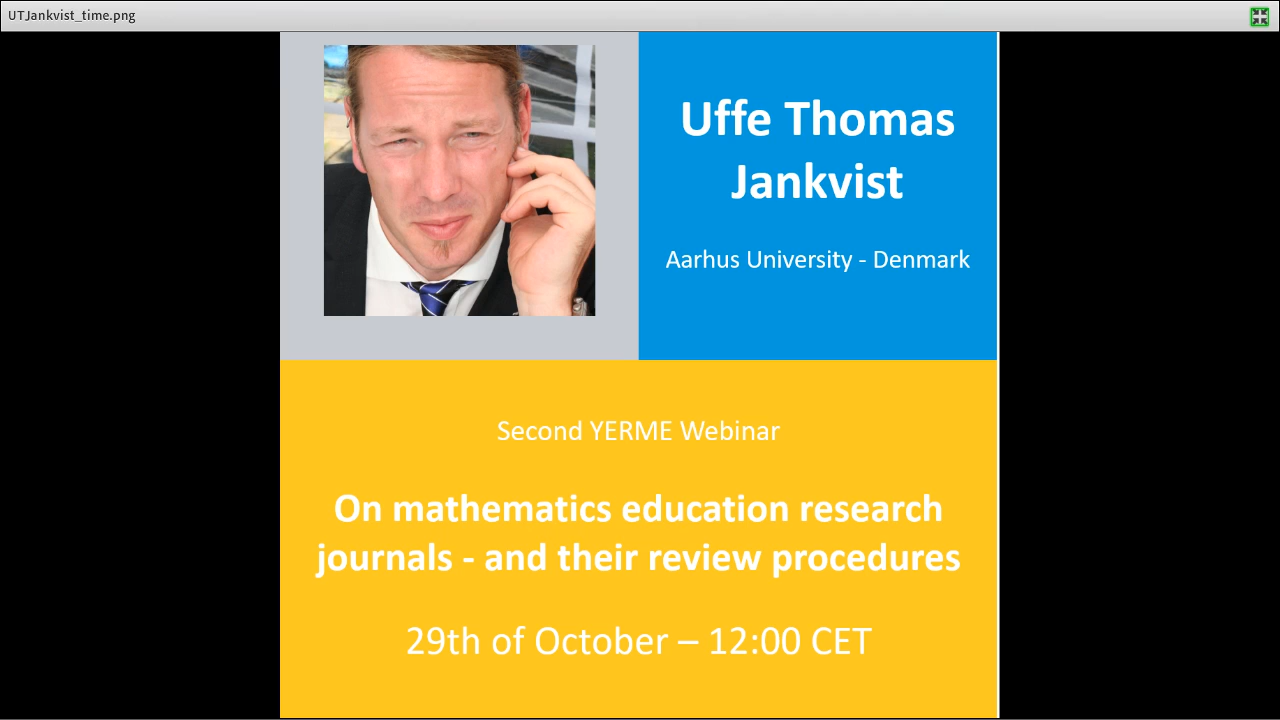 UTJankvist_time.png
Uffe Thomas
Jankvist
Aarhus University - Denmark
Second YERME Webinar
On mathematics education research
journals - and their review procedures
29th of October – 12:00 CET